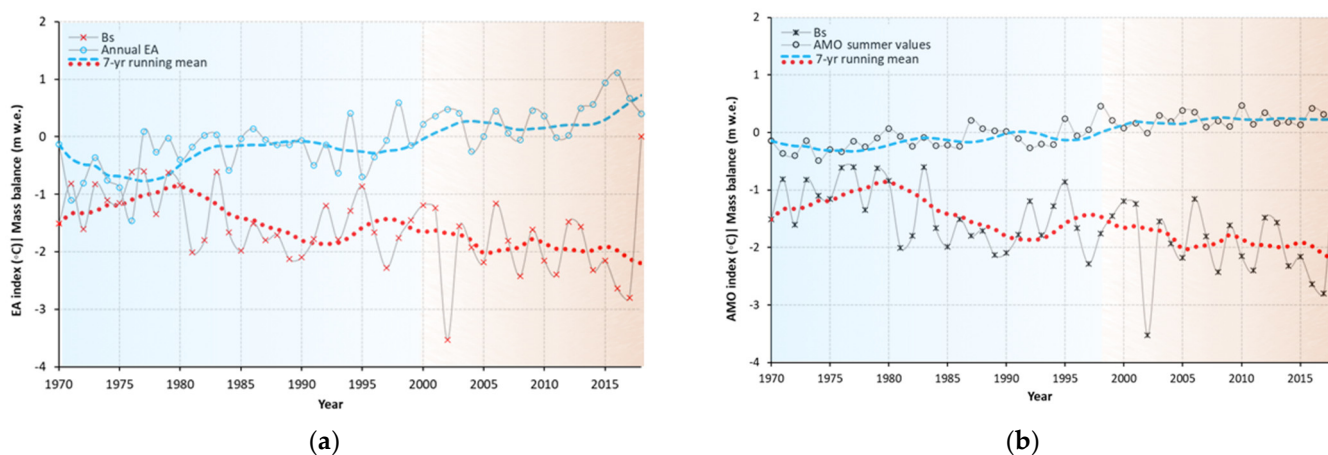 2
1
0
-1
-2
-3
-4
EA index (◦C)| Mass balance (m w.e.)
Bs
Annual EA
7-yr running mean
1970 1975 1980 1985 1990 1995 2000 2005 2010 2015
Year
(a)
2
1
0
-1
-2
-3
-4
AMO index (◦C)| Mass balance (m w.e.)
Bs
AMO summer values
7-yr running mean
1970 1975 1980 1985 1990 1995 2000 2005 2010 2015
Year
(b)